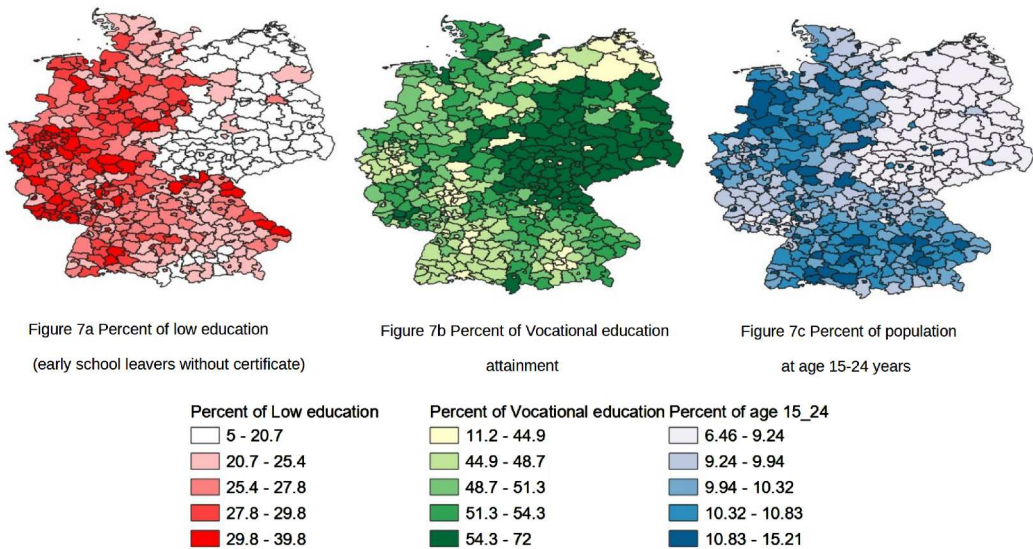 Figure 7a Percent of low education
(early school leavers without certificate)
Figure 7b Percent of Vocational education
attainment
Figure 7c Percent of population
at age 15-24 years
Percent of Low education
5 - 20.7
20.7 - 25.4
25.4 - 27.8
27.8 - 29.8
29.8 - 39.8
Percent of Vocational education
11.2 - 44.9
44.9 - 48.7
48.7 - 51.3
51.3 - 54.3
54.3 - 72
Percent of age 15_24
6.46 - 9.24
9.24 - 9.94
9.94 - 10.32
10.32 - 10.83
10.83 - 15.21